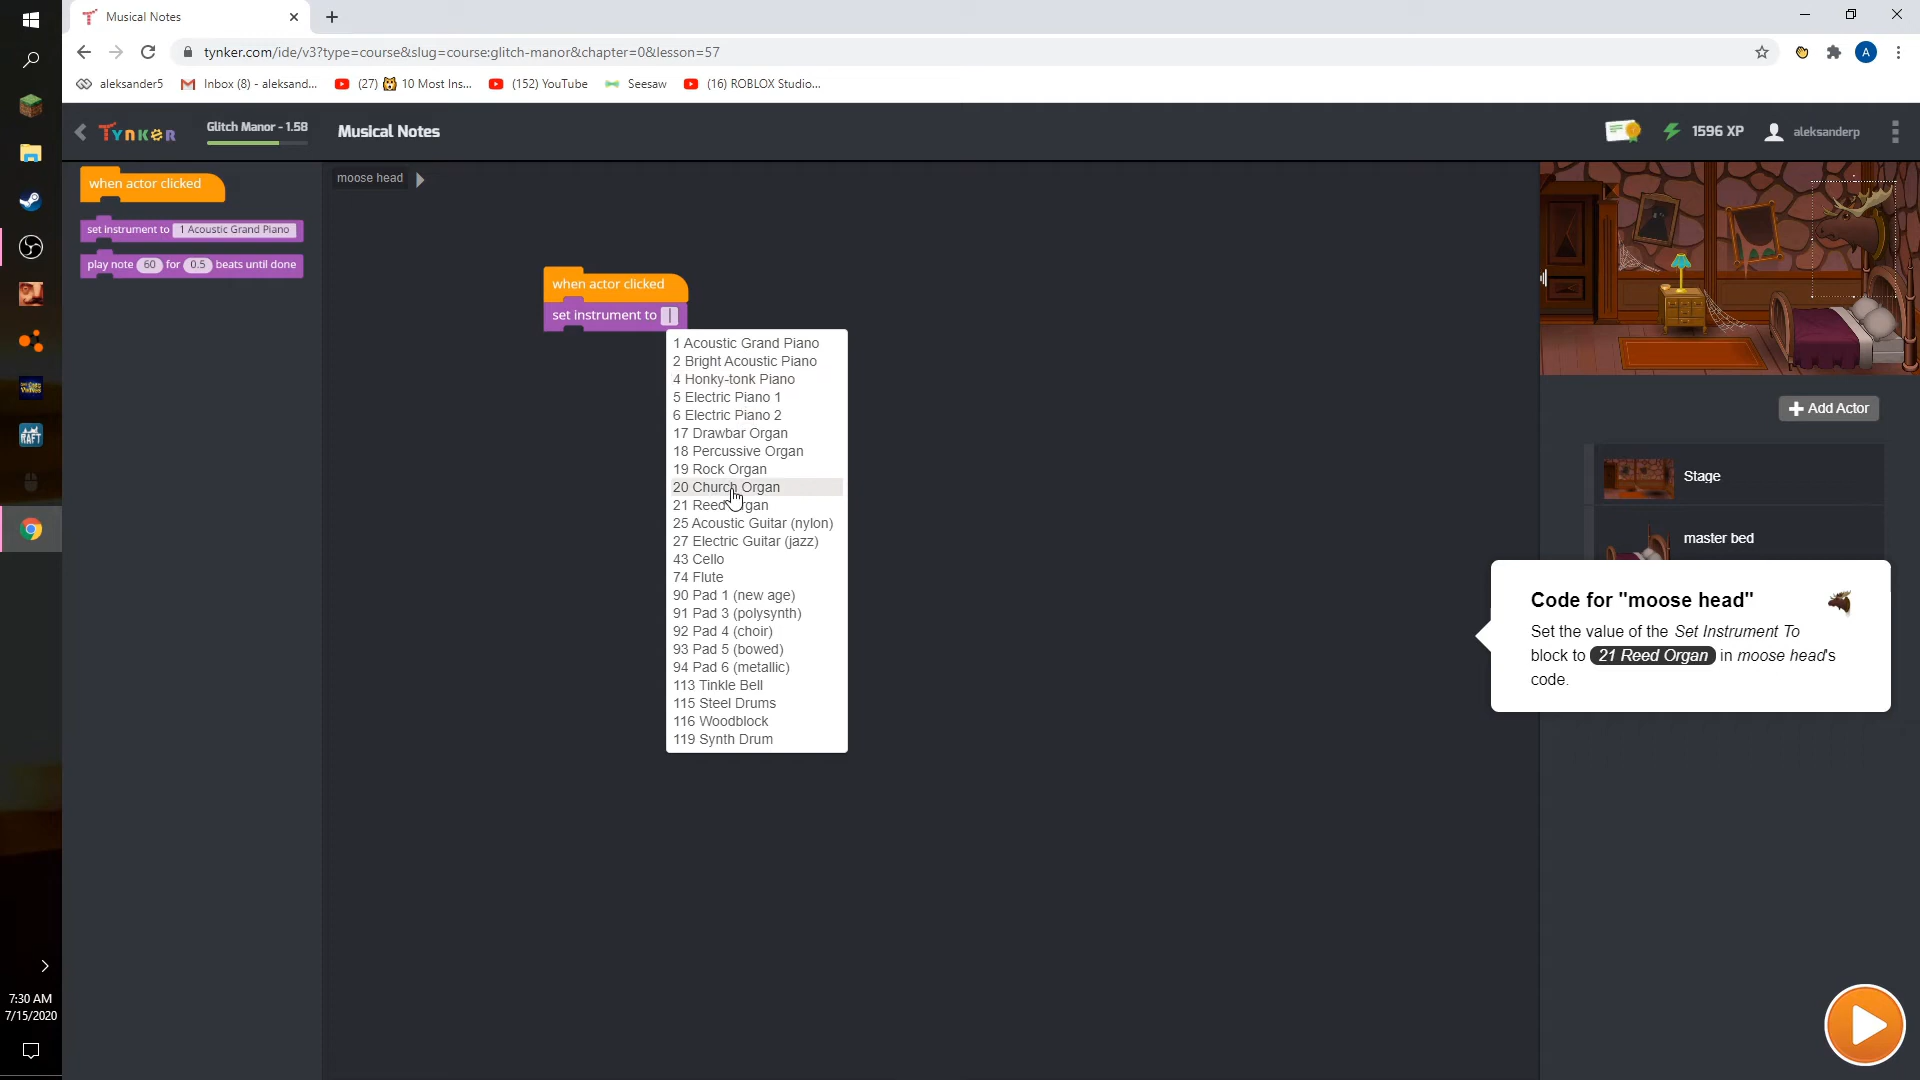 Musical Notes
tynker.com/ide/v3?type=course&slug=course:glitch-manor&chapter=0&lesson=57
A
aleksander5
Inbox (8) - aleksand...
(27) 🐯 10 Most Ins...
(152) YouTube
Seesaw
(16) ROBLOX Studio...
TYNKER
Glitch Manor - 1.58
Musical Notes
1596 XP
aleksanderp
when actor clicked
set instrument to 1 Acoustic Grand Piano
play note 60 for 0.5 beats until done
moose head
when actor clicked
set instrument to
1 Acoustic Grand Piano
2 Bright Acoustic Piano
4 Honky-tonk Piano
5 Electric Piano 1
6 Electric Piano 2
17 Drawbar Organ
18 Percussive Organ
19 Rock Organ
20 Church Organ
21 Reed Organ
25 Acoustic Guitar (nylon)
27 Electric Guitar (jazz)
43 Cello
74 Flute
90 Pad 1 (new age)
91 Pad 3 (polysynth)
92 Pad 4 (choir)
93 Pad 5 (bowed)
94 Pad 6 (metallic)
113 Tinkle Bell
115 Steel Drums
116 Woodblock
119 Synth Drum
Add Actor
Stage
master bed
Code for "moose head"
Set the value of the Set Instrument To
block to 21 Reed Organ in moose head's
code.
RAFT
7:30 AM
7/15/2020